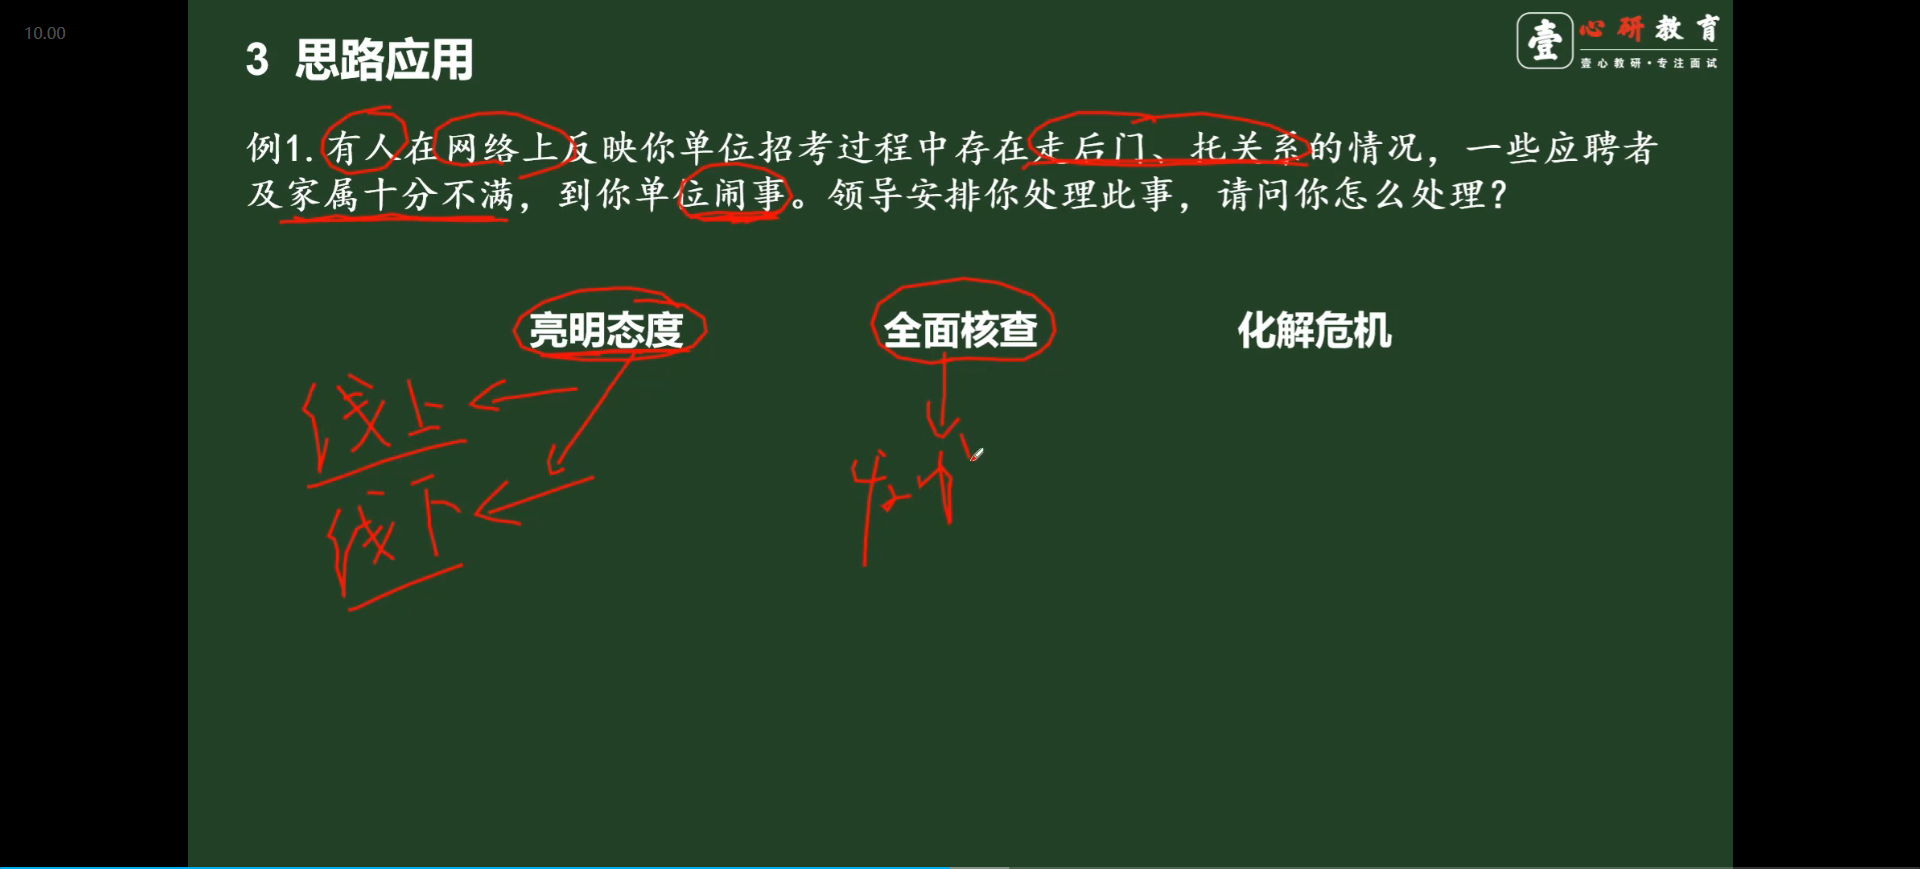 10.00
3 思路应用
壹 心研教育
壹心教研·专注面试
例1.有人在网络上反映你单位招考过程中存在走后门、托关系的情况，一些应聘者
及家属十分不满，到你单位闹事。领导安排你处理此事，请问你怎么处理？
亮明态度 全面核查 化解危机
线上
线下